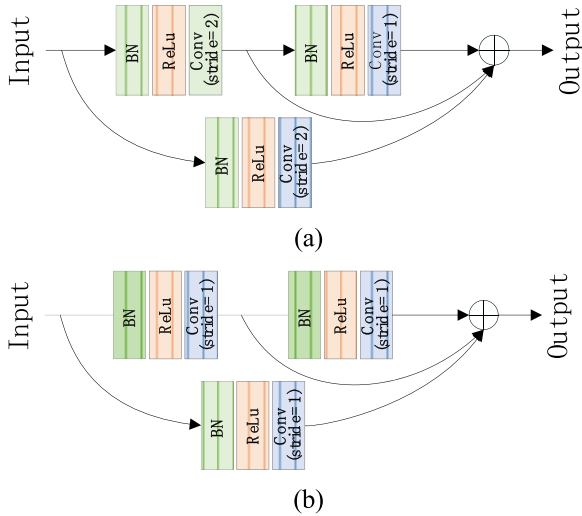 Input
BN
ReLu
Conv
(stride=2)
BN
ReLu
Conv
(stride=1)
Output
BN
ReLu
Conv
(stride=2)
(a)
Input
BN
ReLu
Conv
(stride=1)
BN
ReLu
Conv
(stride=1)
Output
BN
ReLu
Conv
(stride=1)
(b)